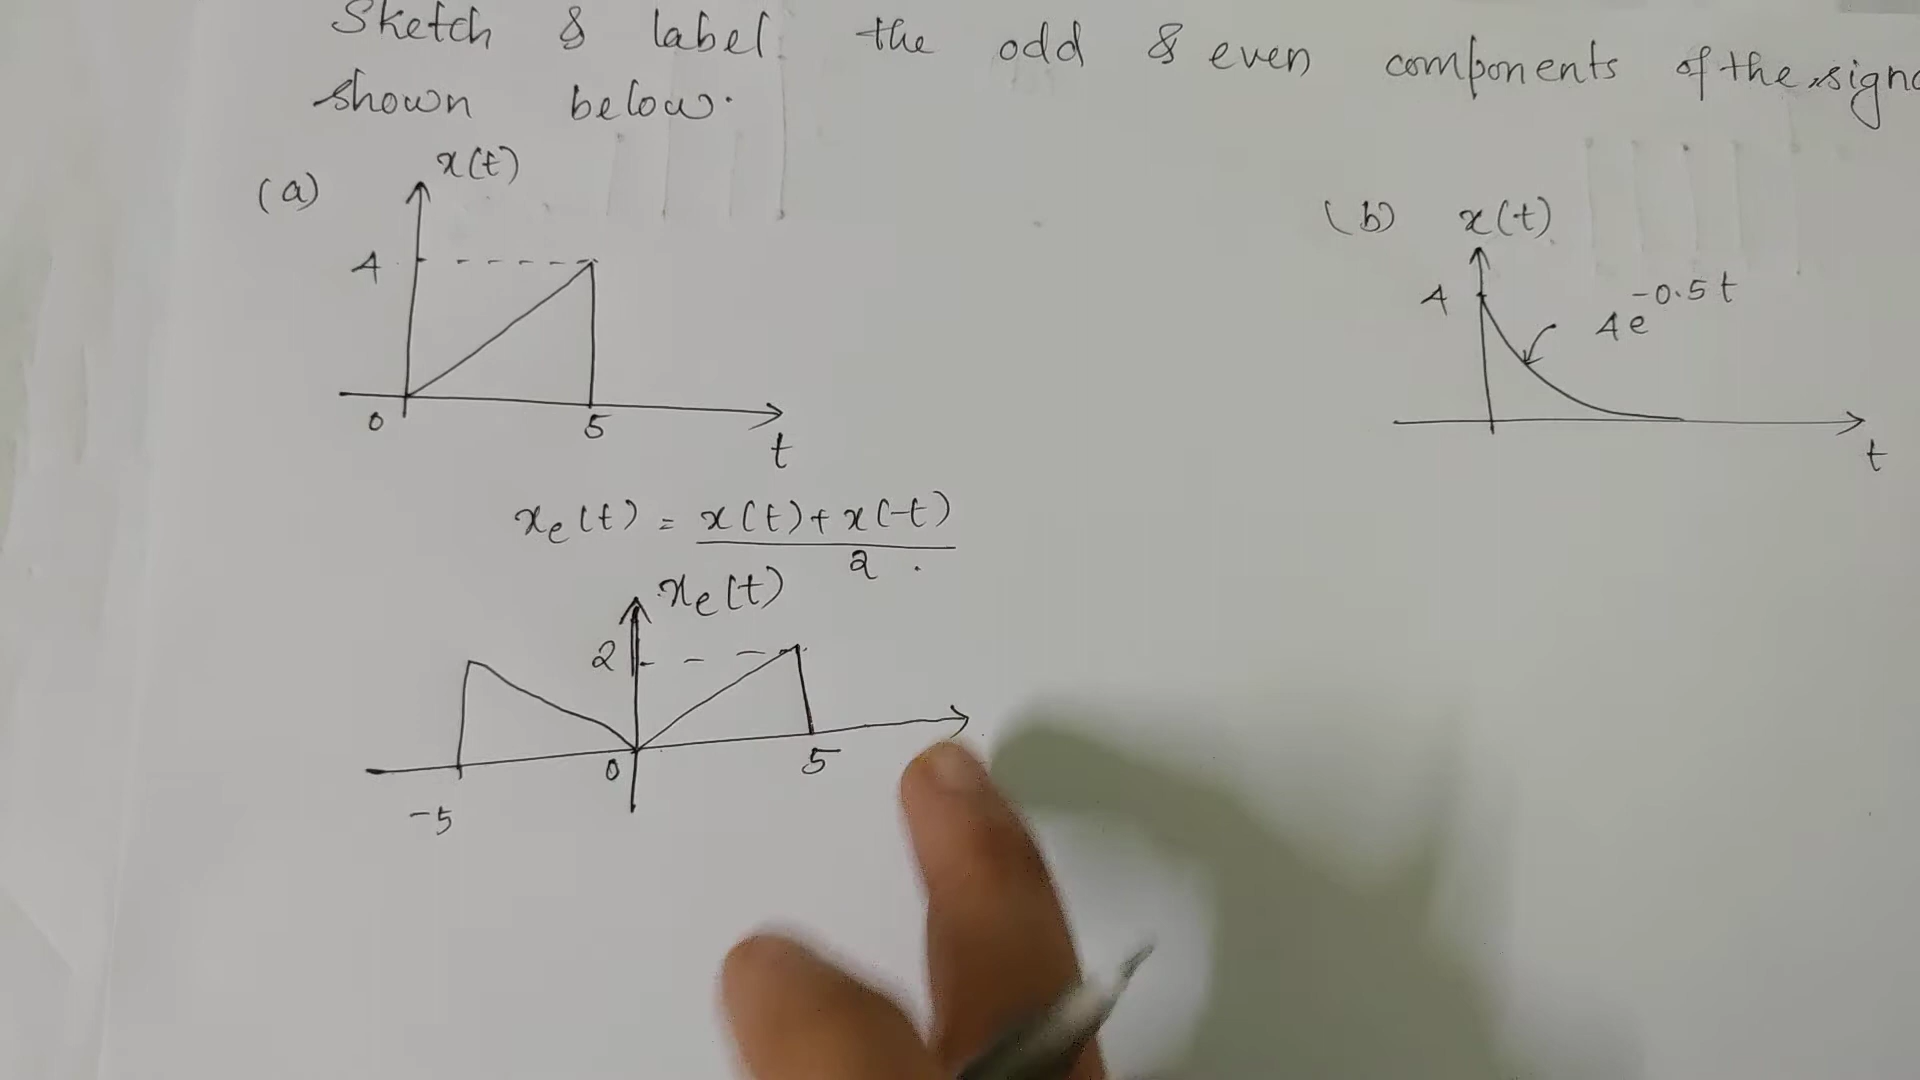 Sketch & label the odd & even components of the signa
shown below.
(a) x(t)
4
0 5 t
(b) x(t)
4
4e^-0.5t
t
xe(t) = x(t)+x(-t)
2
xe(t)
2
-5 0 5